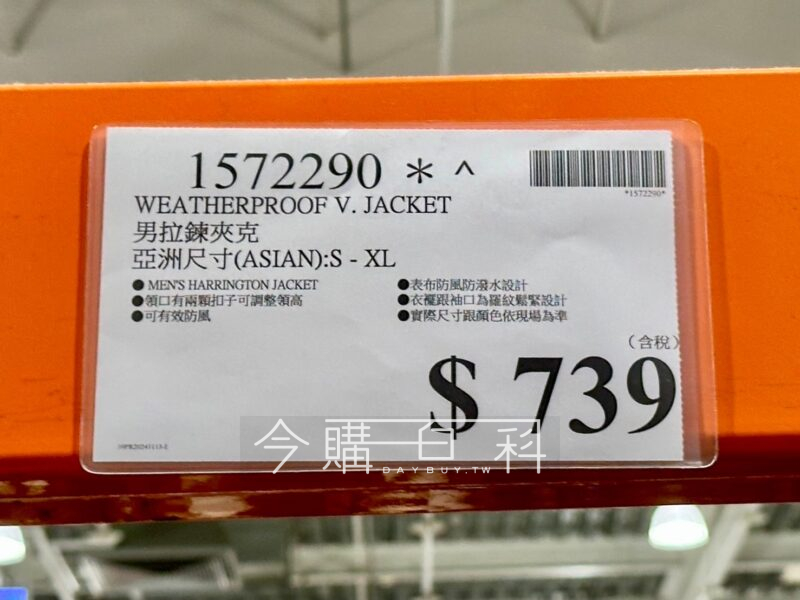 1572290 * ^
*1572290*
WEATHERPROOF V. JACKET
男拉鍊夾克
亞洲尺寸(ASIAN):S - XL
● MEN'S HARRINGTON JACKET
●領口有兩顆扣子可調整領高
●可有效防風
●表布防風防潑水設計
●衣襬跟袖口為羅紋鬆緊設計
●實際尺寸跟顏色依現場為準
(含稅)
$ 739
今購百科
DAYBUY.TW